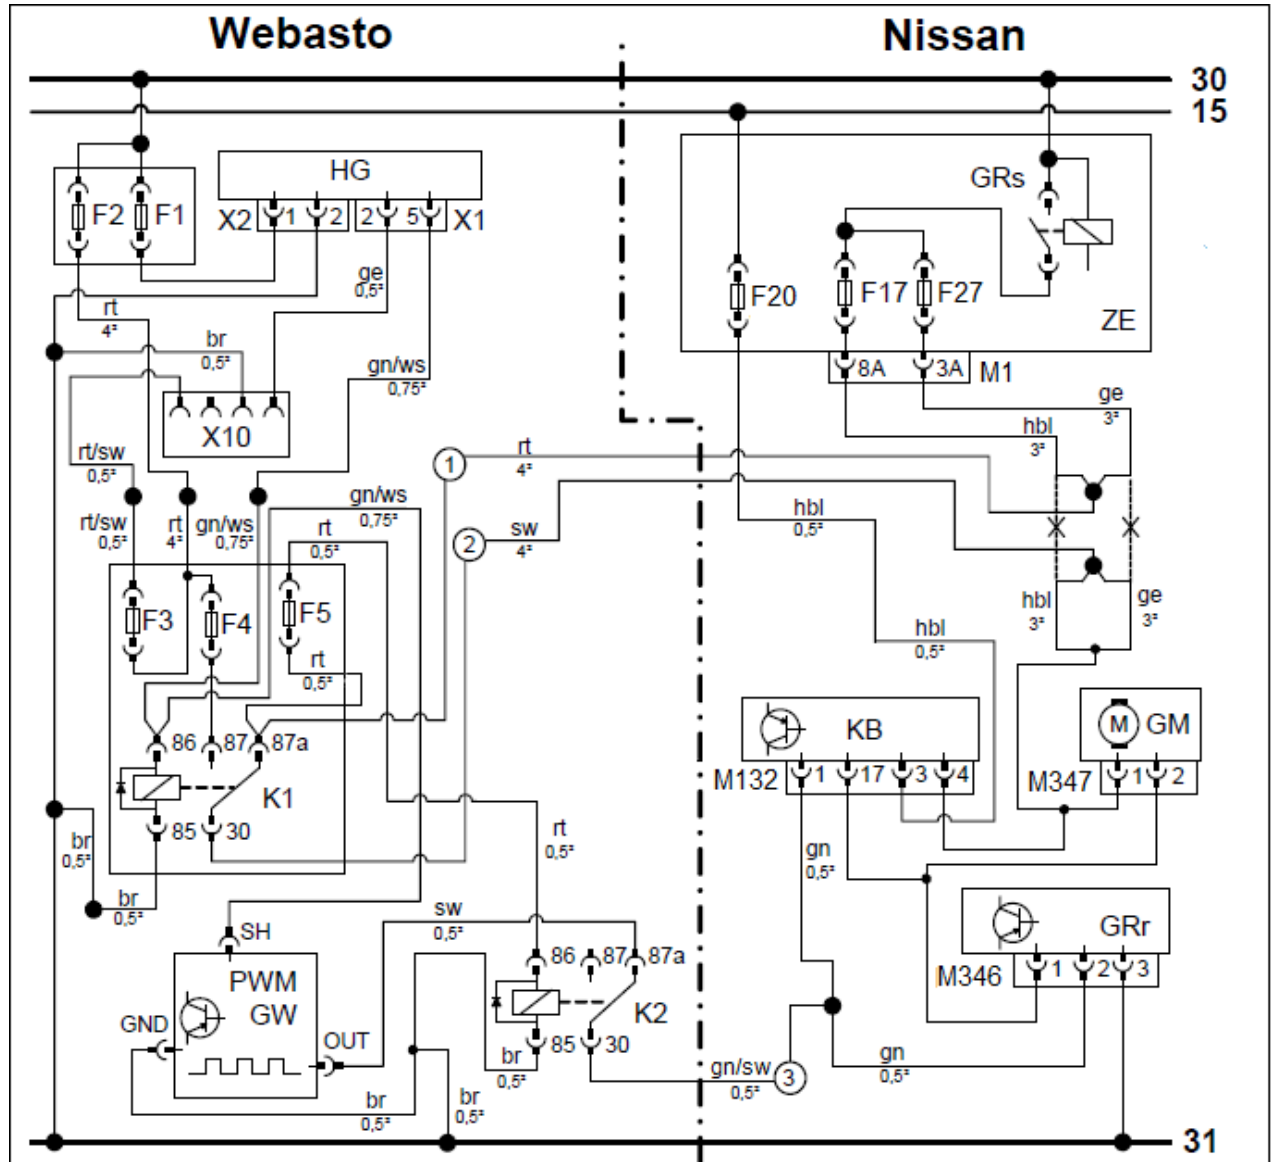 Webasto
Nissan
30
15
HG
GRs
F2
F1
X2
1
2
2
5
X1
F20
F17
F27
ZE
ge
0,5²
rt
4²
br
0,5²
gn/ws
0,75²
8A
3A
M1
ge
3²
hbl
3²
X10
rt/sw
0,5²
1
rt
4²
gn/ws
0,75²
rt/sw
0,5²
rt
4²
gn/ws
0,75²
rt
0,5²
2
sw
4²
hbl
0,5²
F3
F4
F5
hbl
3²
ge
3²
rt
0,5²
hbl
0,5²
86
87
87a
KB
M
GM
M132
1
17
3
4
M347
1
2
K1
85
30
br
0,5²
rt
0,5²
gn
0,5²
br
0,5²
sw
0,5²
SH
GRr
86
87
87a
M346
1
2
3
PWM
GW
K2
GND
OUT
85
30
br
0,5²
gn/sw
0,5²
3
gn
0,5²
br
0,5²
br
0,5²
31